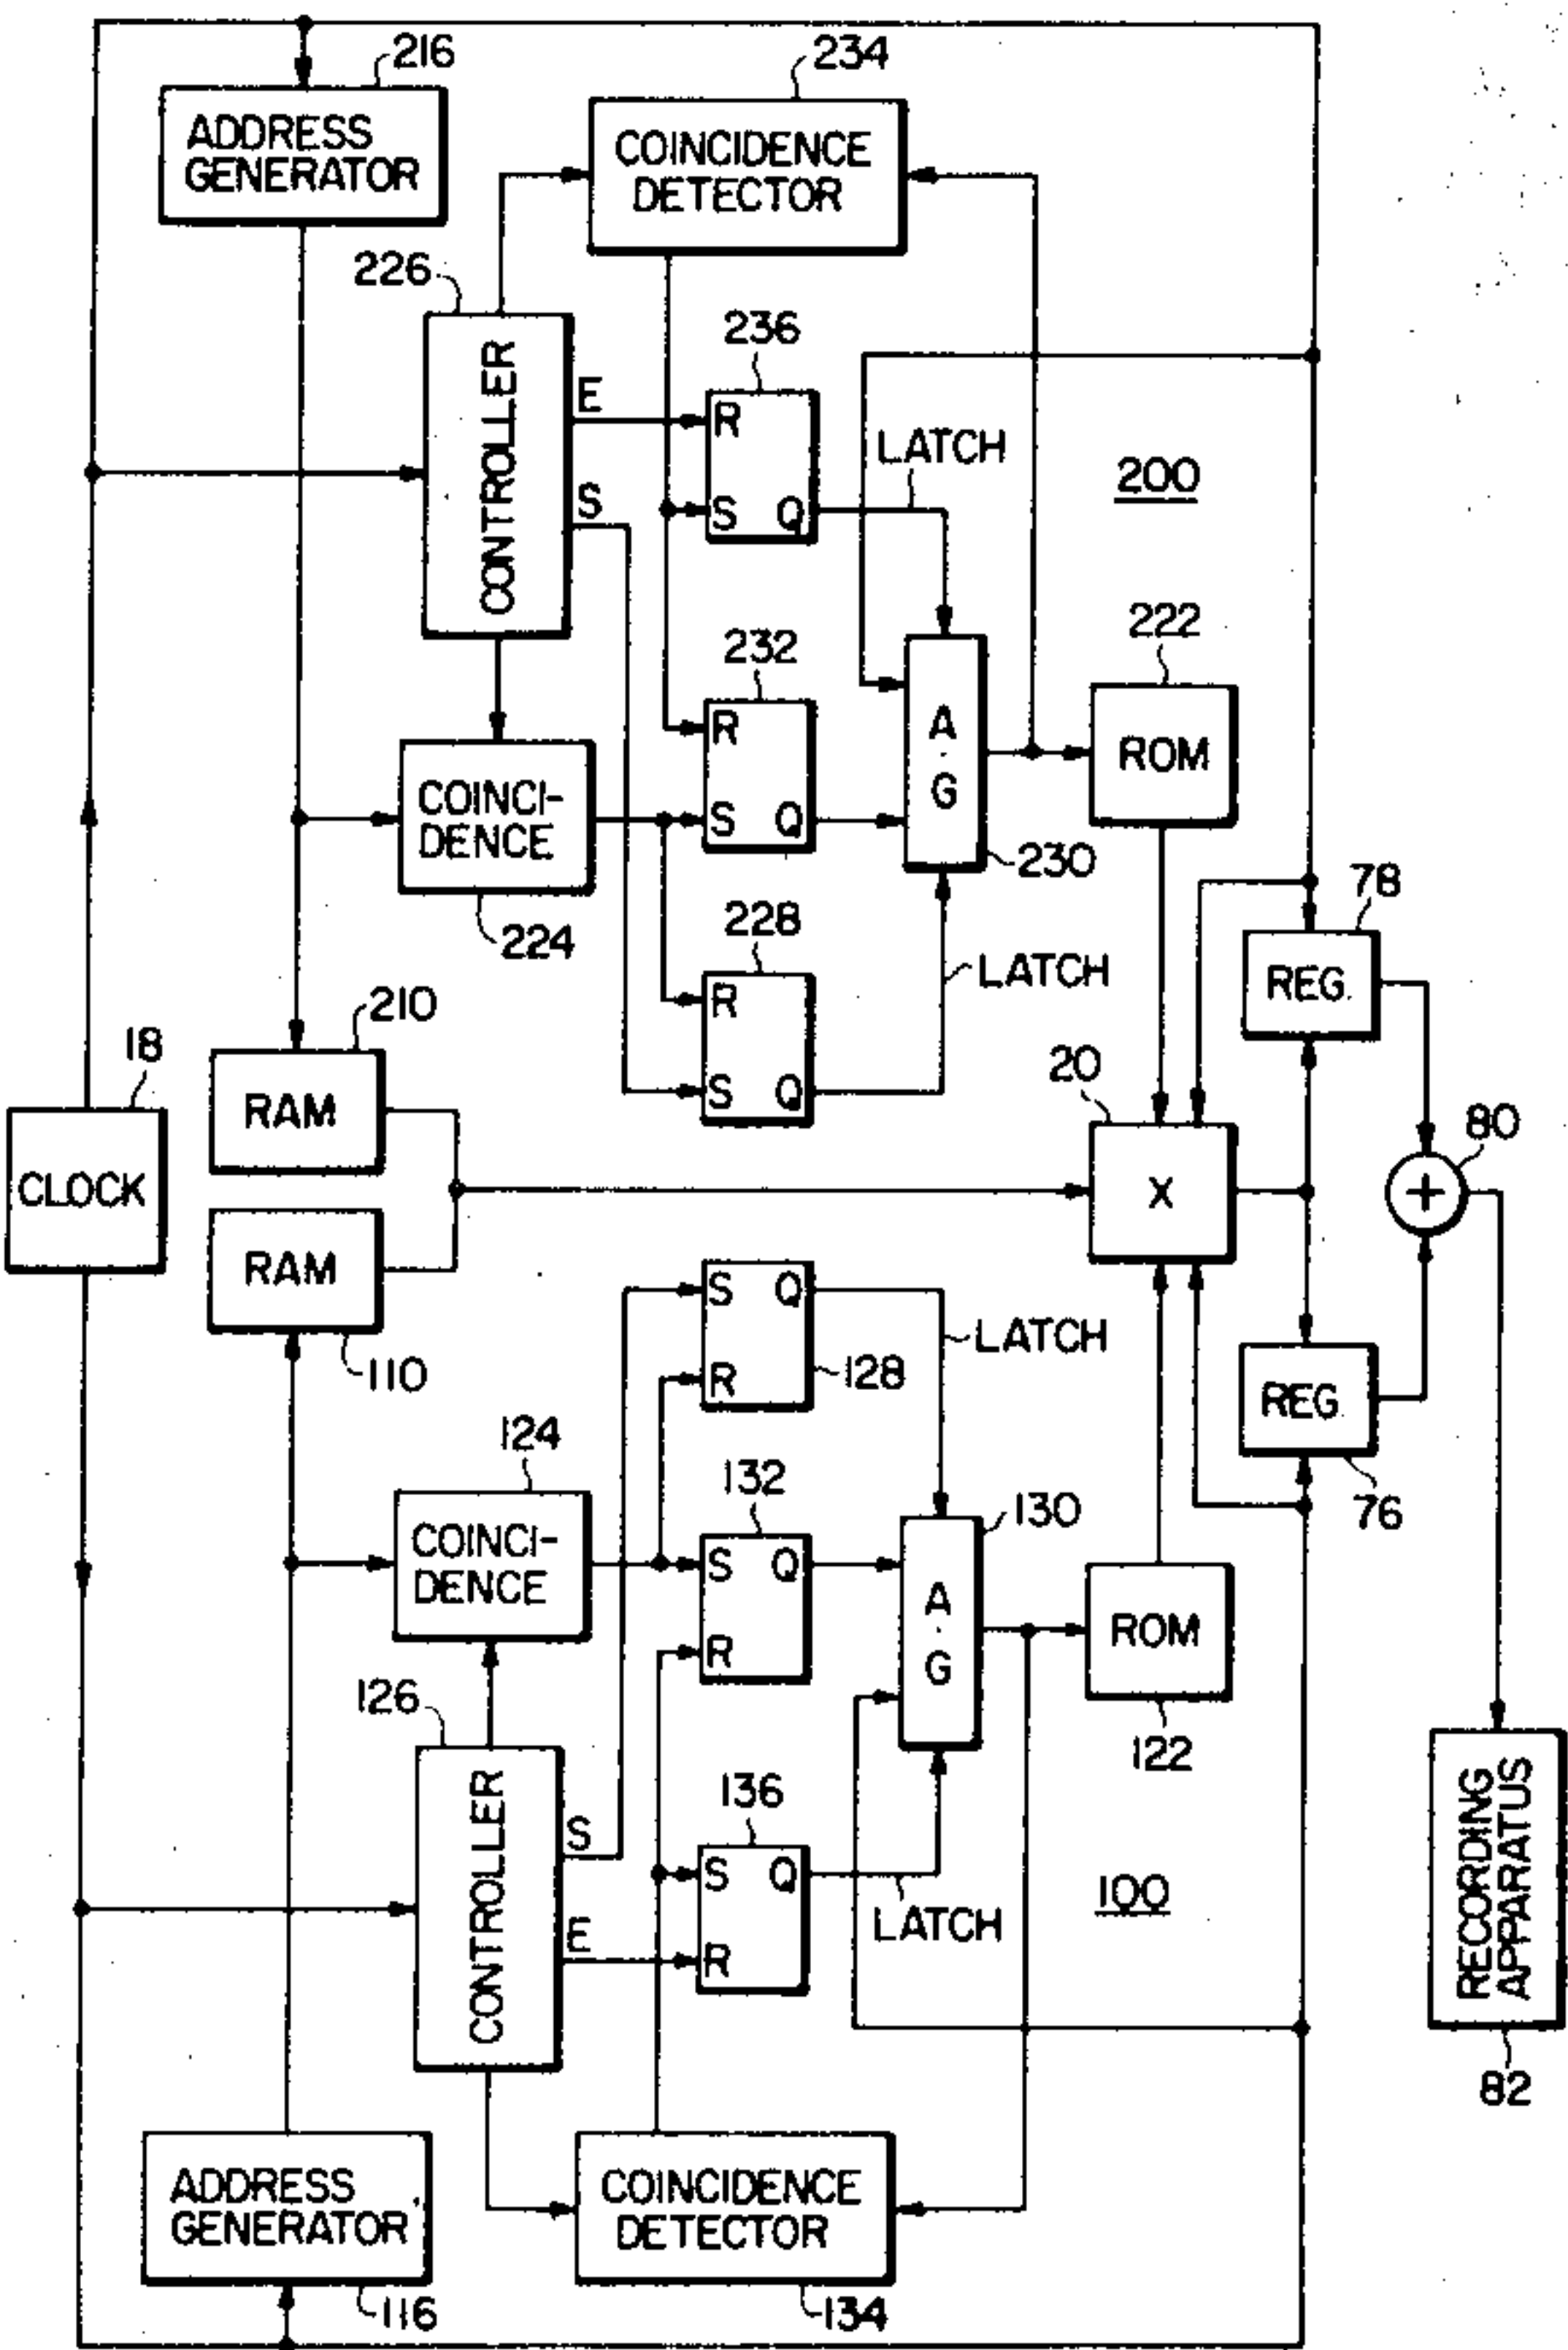 216
ADDRESS
GENERATOR
234
COINCIDENCE
DETECTOR
226
CONTROLLER
E
S
236
R
S Q
LATCH
200
232
R
S Q
A·G
230
222
ROM
COINCI-
DENCE
224
228
R
S Q
LATCH
78
REG.
210
RAM
18
CLOCK
20
X
80
+
RAM
110
S Q
R
128
LATCH
REG.
76
124
COINCI-
DENCE
132
S Q
R
130
A·G
ROM
122
126
CONTROLLER
S
E
136
S Q
R
LATCH
100
RECORDING
APPARATUS
82
ADDRESS
GENERATOR
116
COINCIDENCE
DETECTOR
134